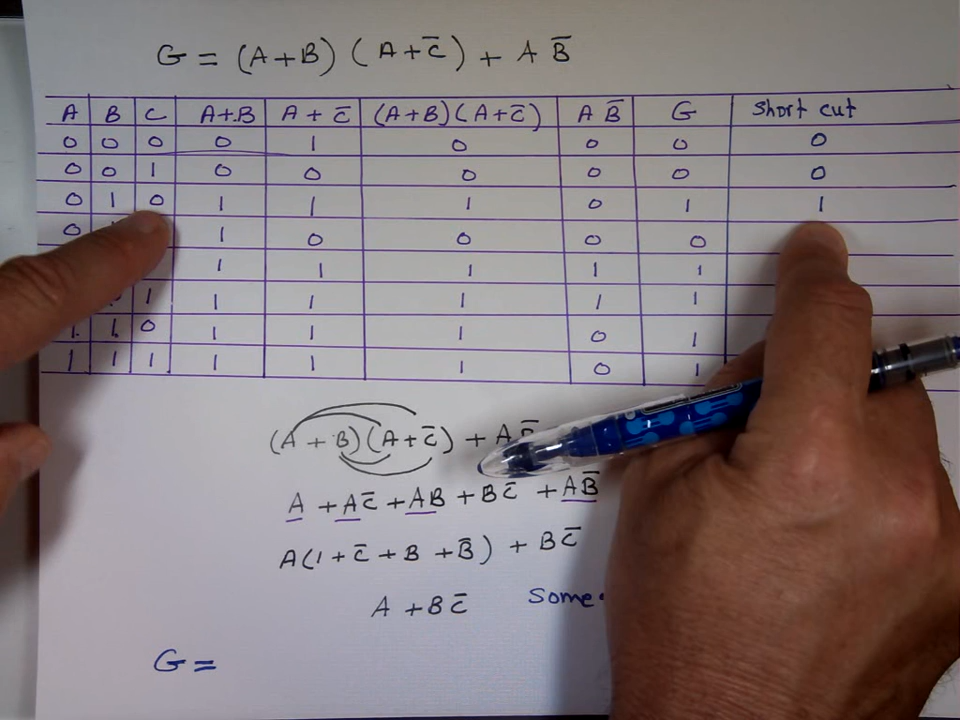 G = (A+B) (A+C̅) + A B̅
A B C A+B A+C̅ (A+B)(A+C̅) A B̅ G Short cut
0 0 0 0 1 0 0 0 0
0 0 1 0 0 0 0 0 0
0 1 0 1 1 1 0 1 1
0 1 0 0 0 0
1 1 1 1 1
1 1 1 1 1 1
1 1 0 1 1 1 0 1
1 1 1 1 1 1 0 1
(A + B)(A+C̅) + A B̅
A + AC̅ + AB + BC̅ + AB̅
A(1 + C̅ + B + B̅) + BC̅
A + BC̅ Some
G =